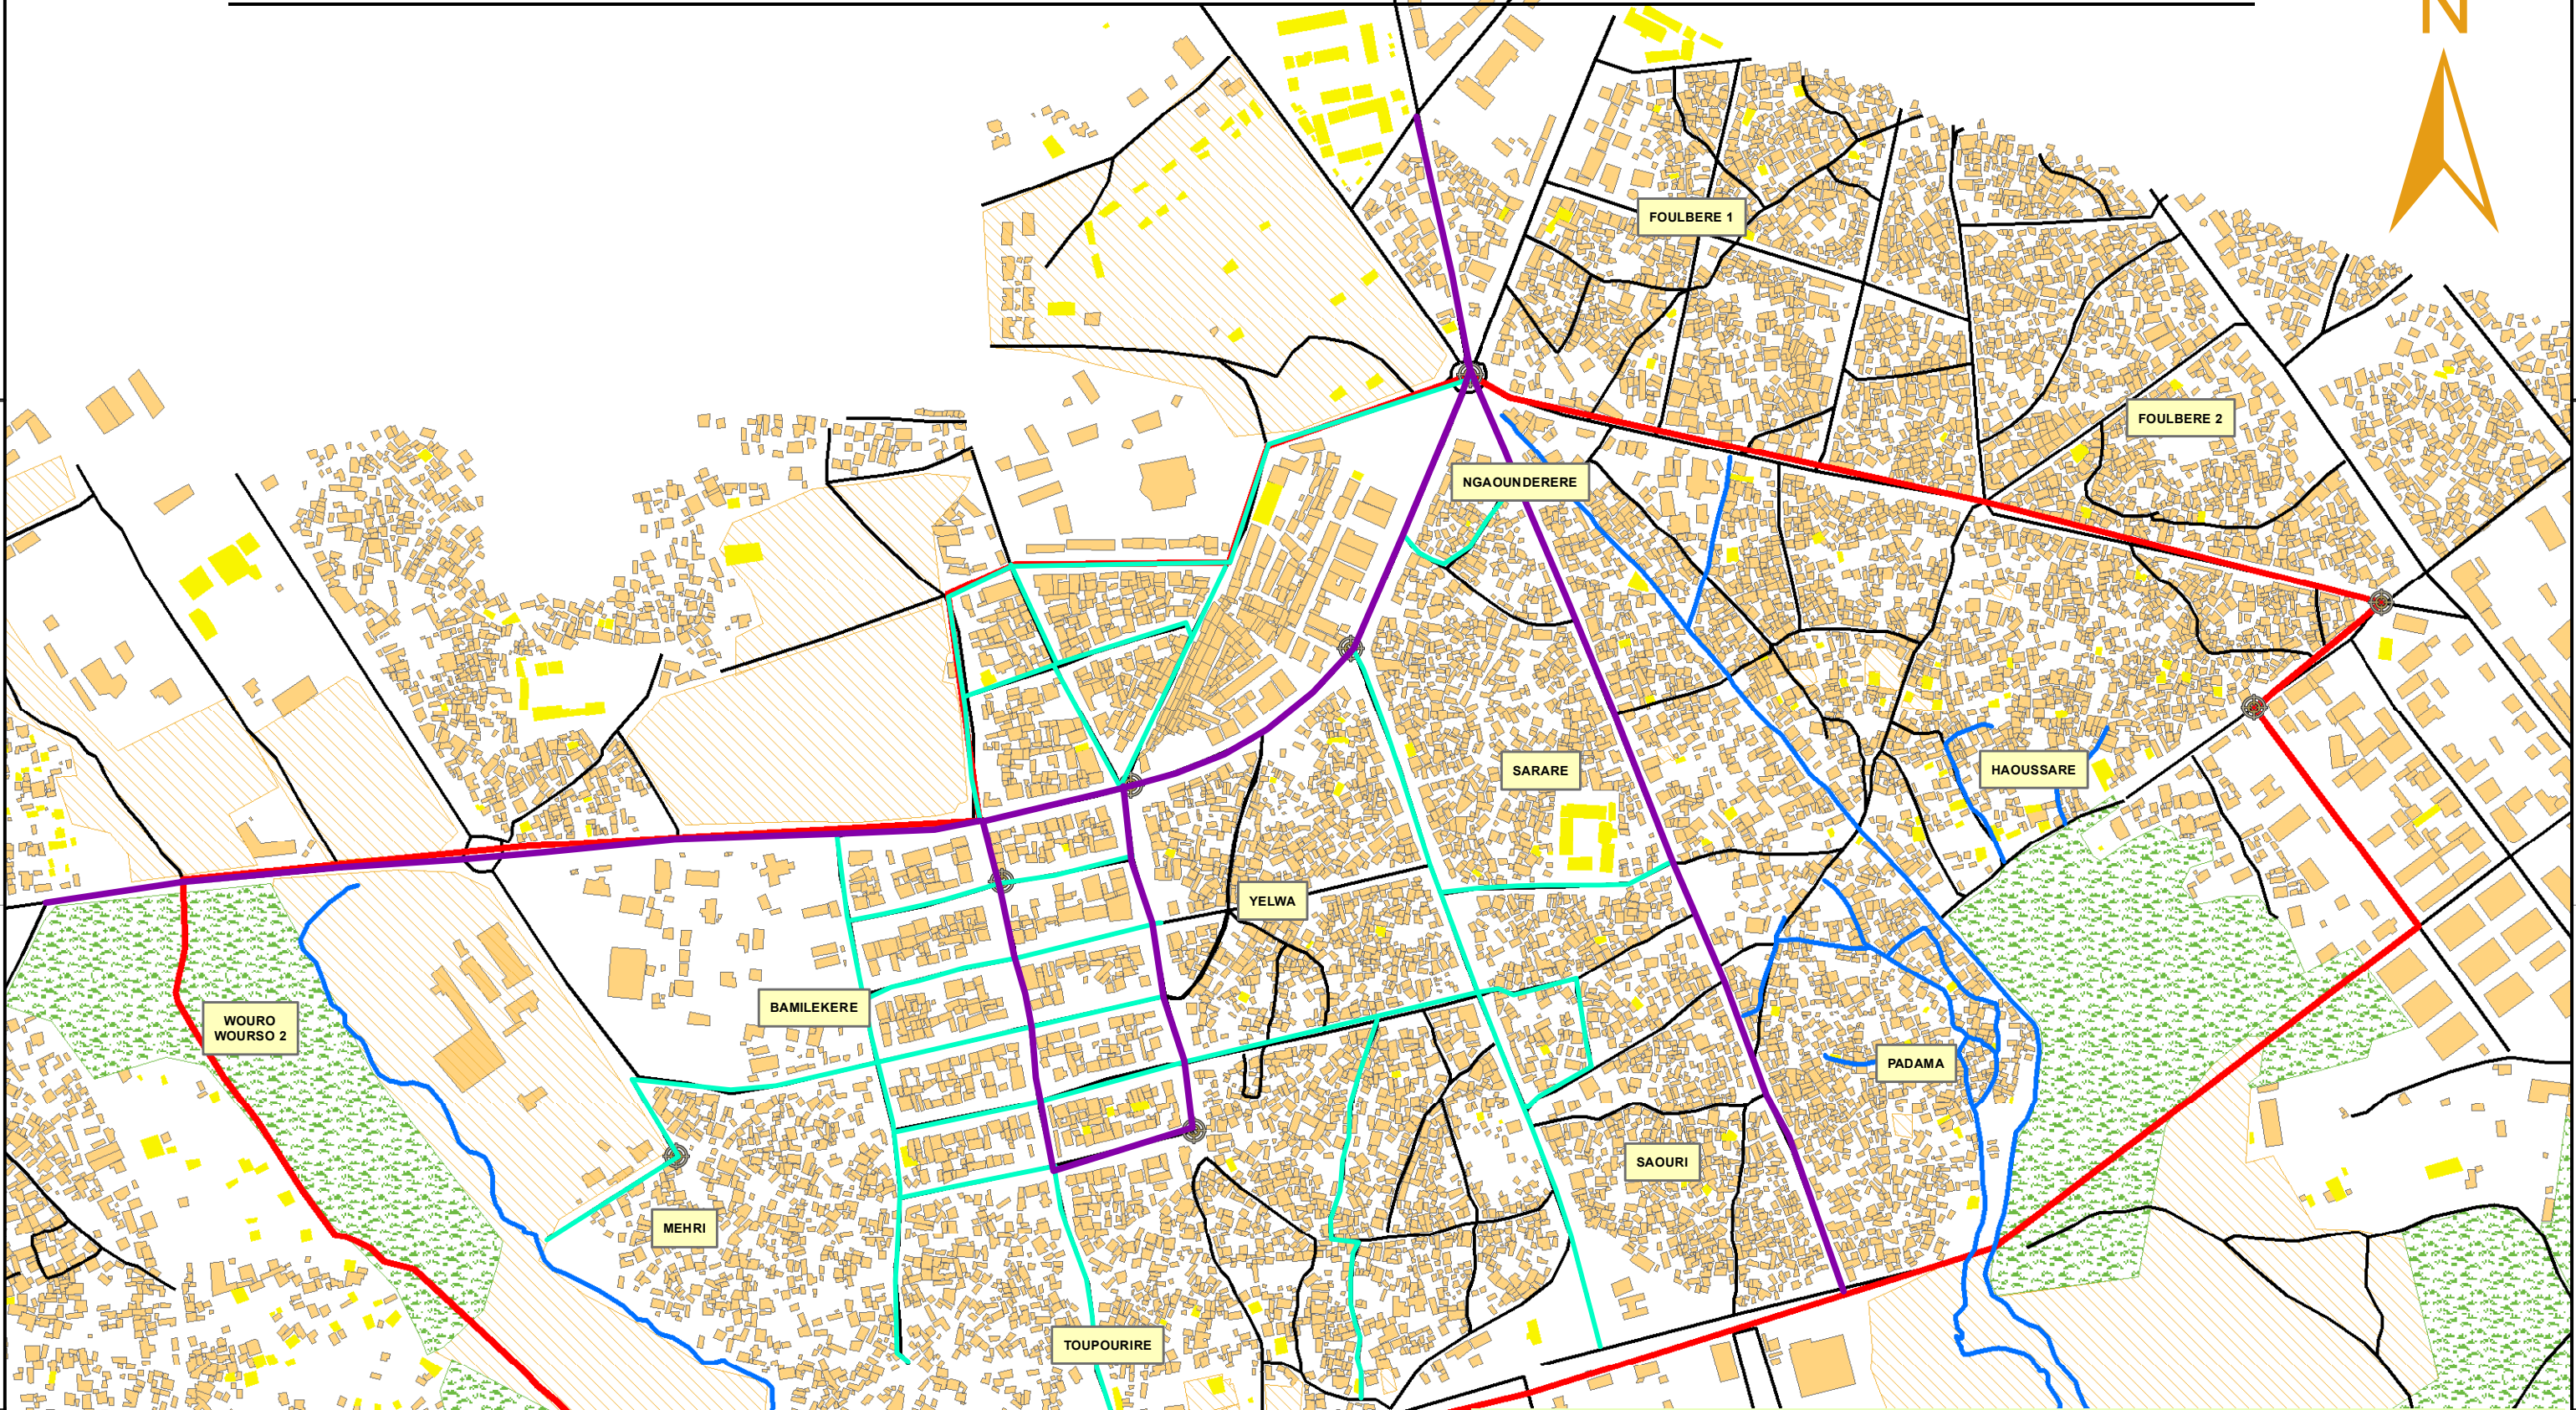 N
FOULBERE 1
FOULBERE 2
NGAOUNDERERE
SARARE
HAOUSSARE
YELWA
BAMILEKERE
WOURO
WOURSO 2
PADAMA
SAOURI
MEHRI
TOUPOURIRE